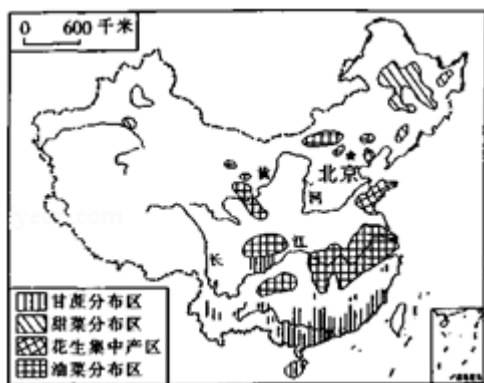 0 600 千米
北京
黄
河
长
江
甘蔗分布区
甜菜分布区
花生集中产区
油菜分布区